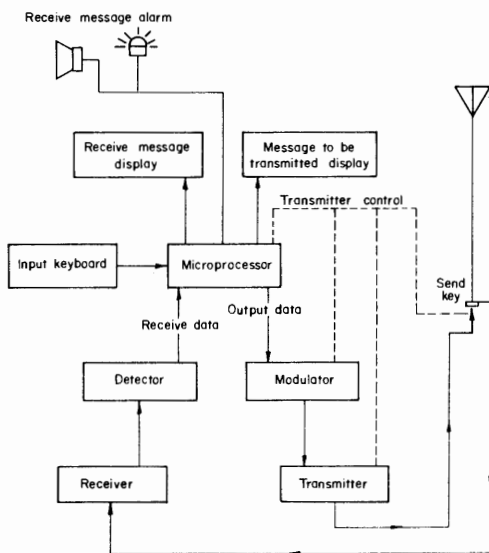 Receive message alarm
Receive message
display
Message to be
transmitted display
Transmitter control
Input keyboard
Microprocessor
Send
key
Receive data
Output data
Detector
Modulator
Receiver
Transmitter